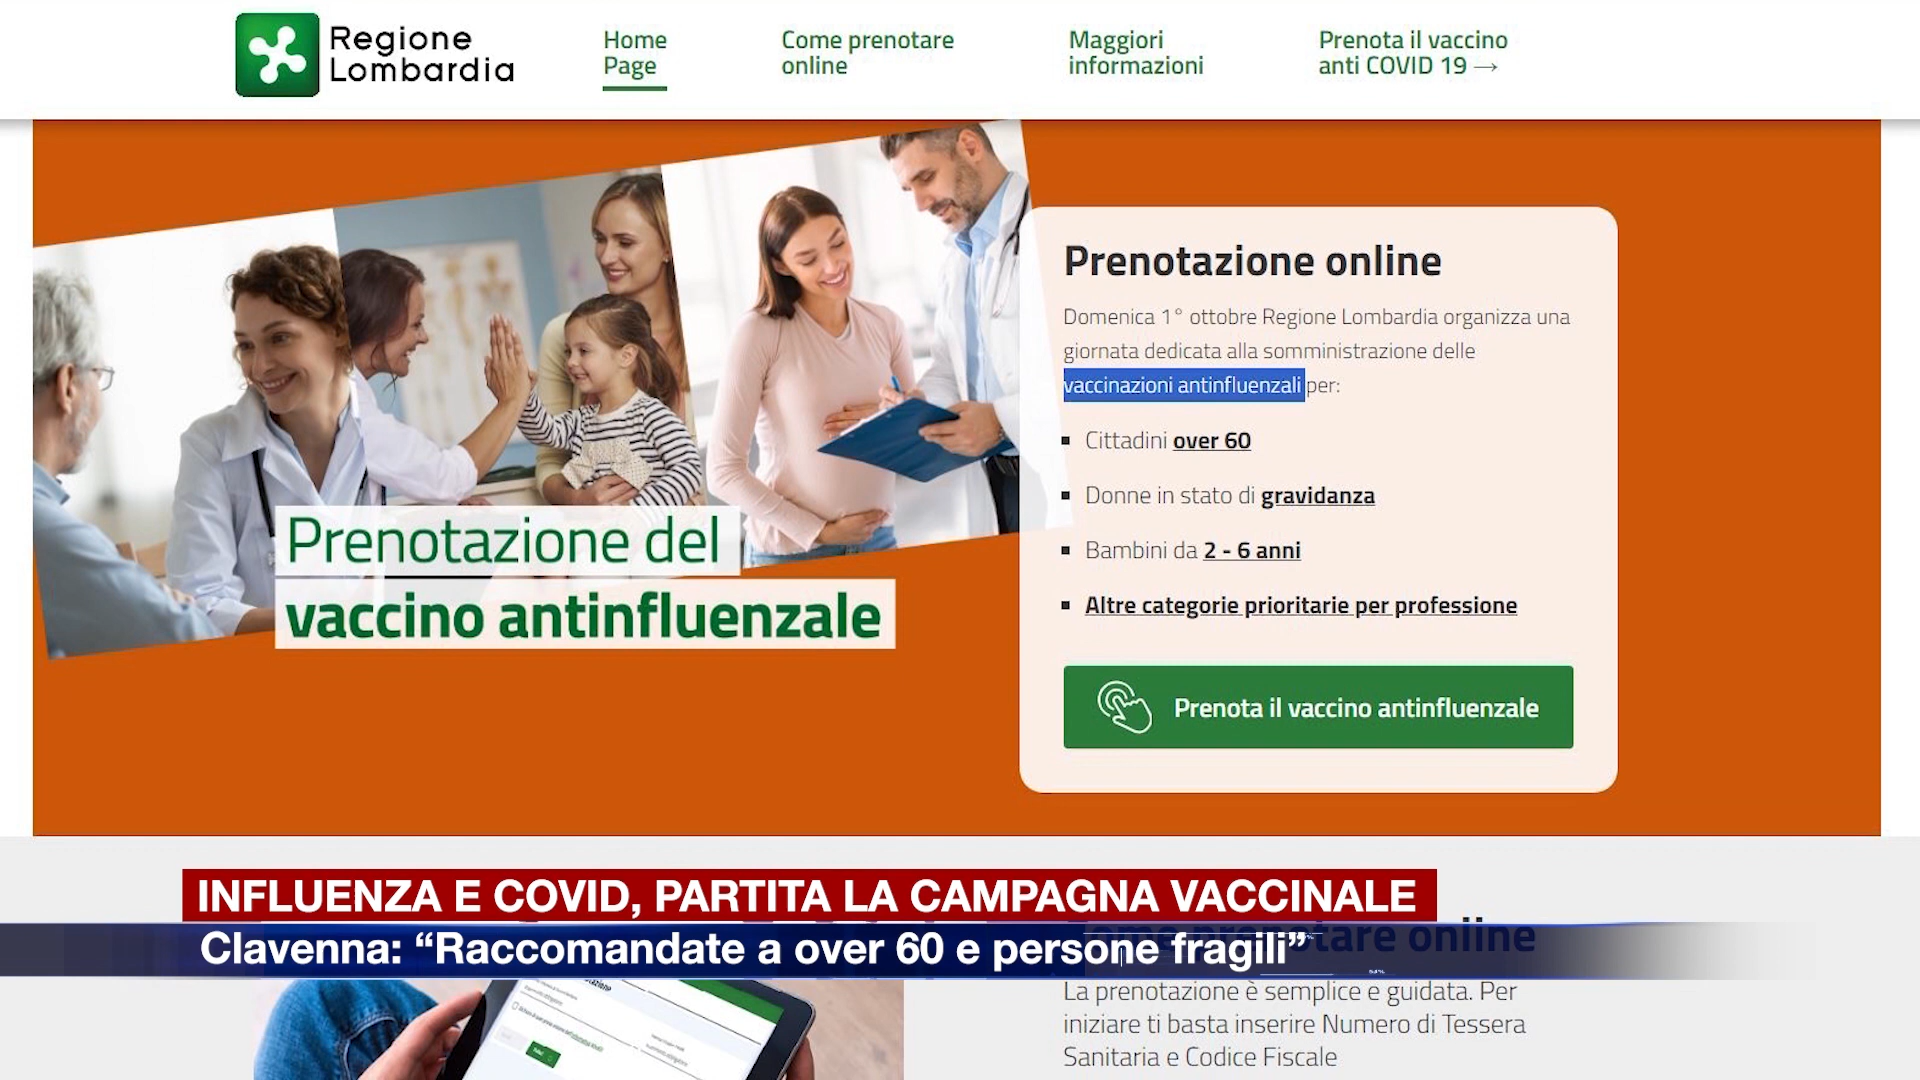 Regione
Lombardia
Home
Page
Come prenotare
online
Maggiori
informazioni
Prenota il vaccino
anti COVID 19 →
Prenotazione del
vaccino antinfluenzale
Prenotazione online
Domenica 1° ottobre Regione Lombardia organizza una
giornata dedicata alla somministrazione delle
vaccinazioni antinfluenzali per:
Cittadini over 60
Donne in stato di gravidanza
Bambini da 2 - 6 anni
Altre categorie prioritarie per professione
Prenota il vaccino antinfluenzale
INFLUENZA E COVID, PARTITA LA CAMPAGNA VACCINALE
Clavenna: “Raccomandate a over 60 e persone fragili”
Come prenotare online
La prenotazione è semplice e guidata. Per
iniziare ti basta inserire Numero di Tessera
Sanitaria e Codice Fiscale